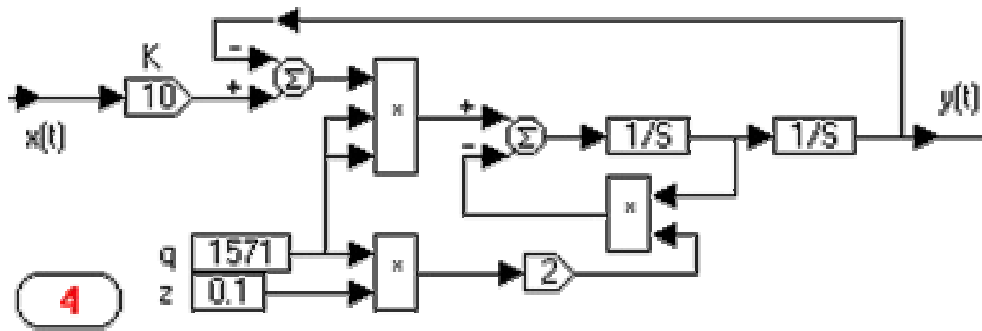 -
K
10
+
Σ
x(t)
×
+
-
Σ
1/S
1/S
y(t)
×
q 1571
z 0.1
×
2
4